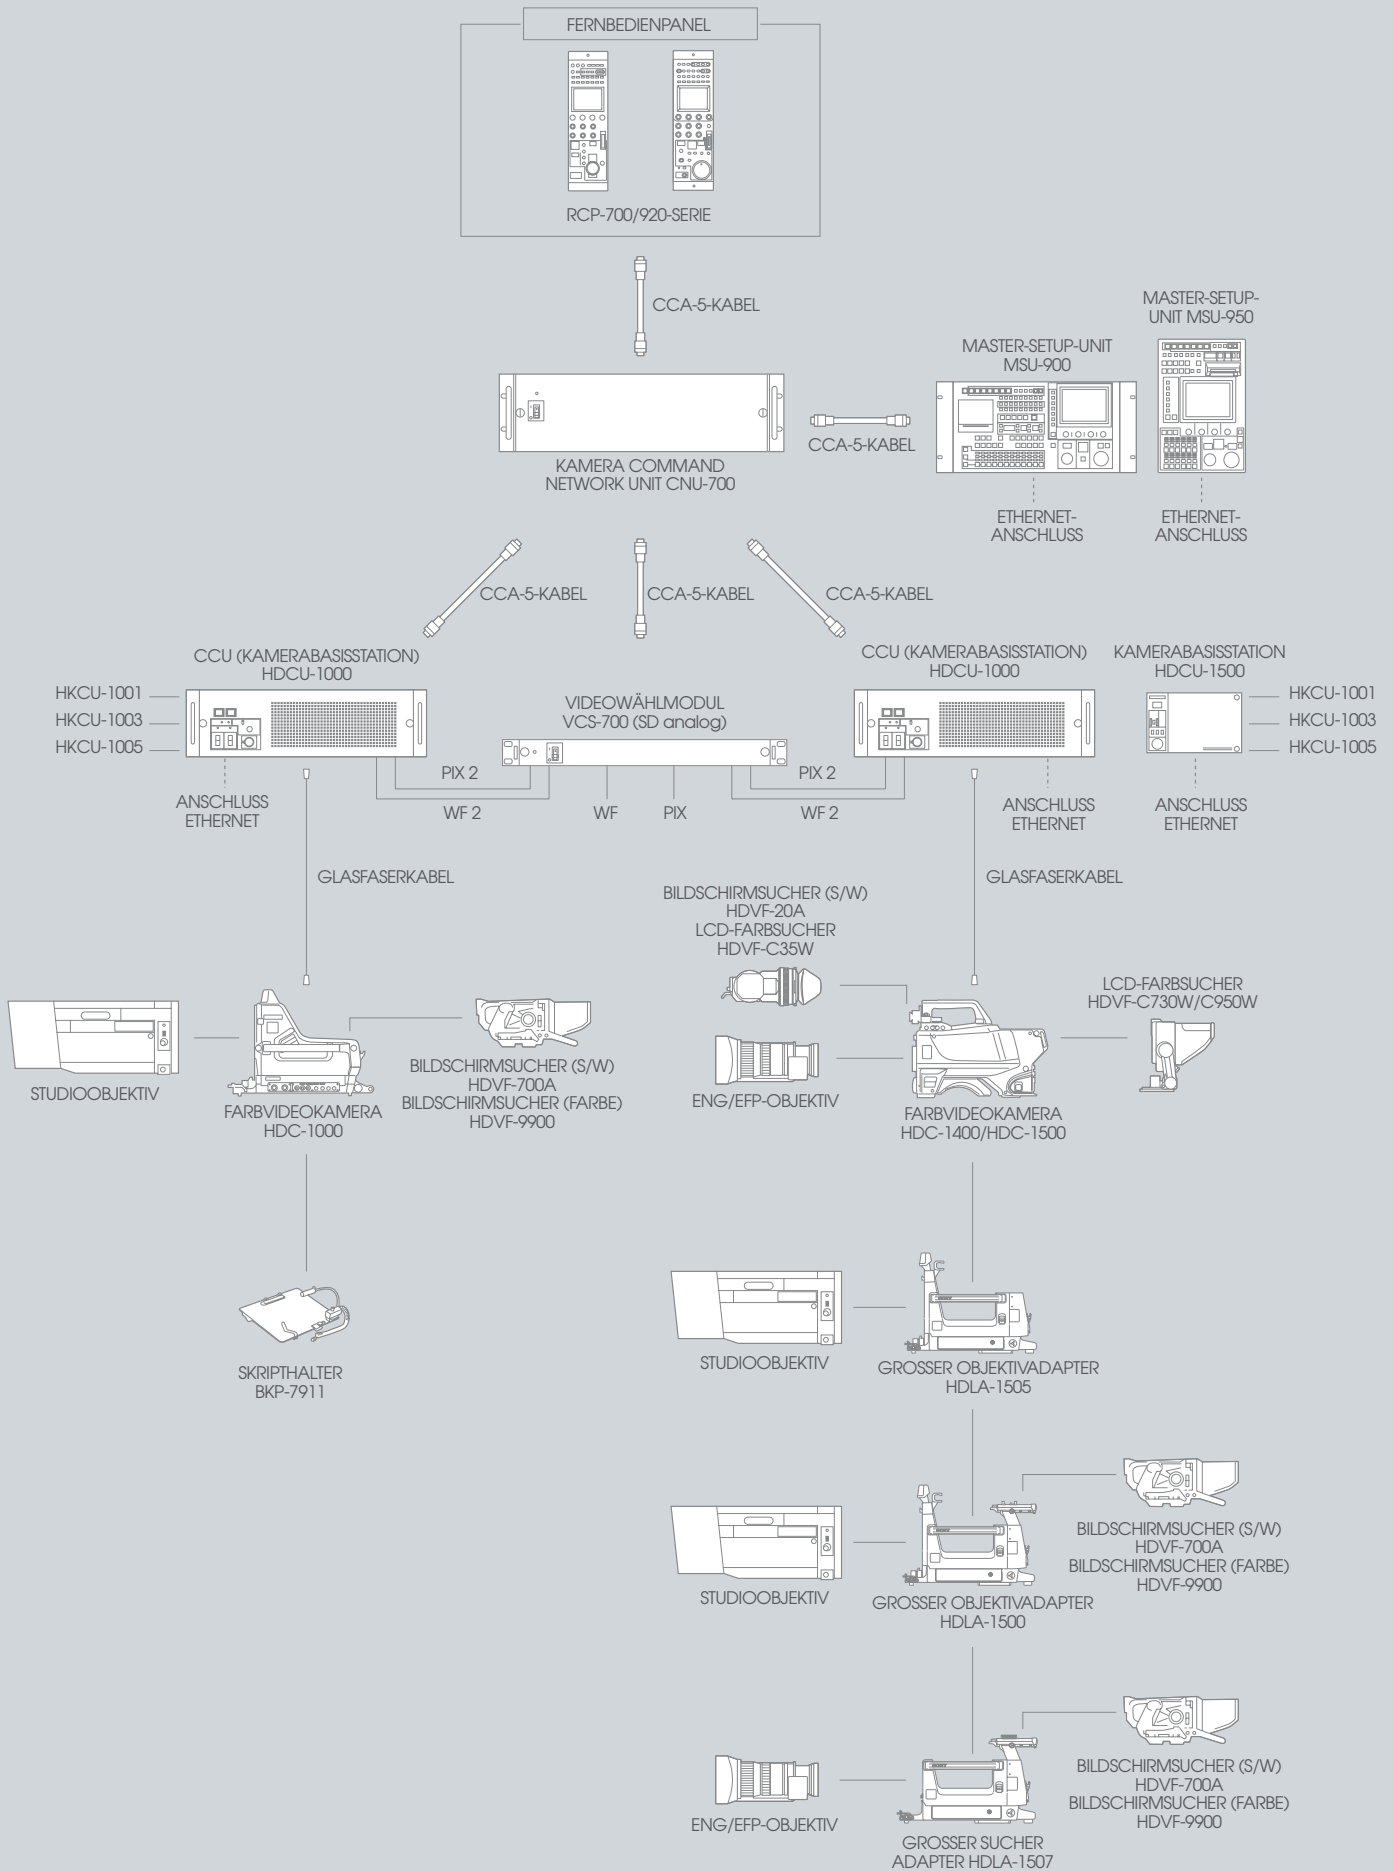 FERNBEDIENPANEL
RCP-700/920-SERIE
CCA-5-KABEL
MASTER-SETUP-
UNIT MSU-950
MASTER-SETUP-UNIT
MSU-900
CCA-5-KABEL
KAMERA COMMAND
NETWORK UNIT CNU-700
ETHERNET-
ANSCHLUSS
ETHERNET-
ANSCHLUSS
CCA-5-KABEL
CCA-5-KABEL
CCA-5-KABEL
CCU (KAMERABASISSTATION)
HDCU-1000
HKCU-1001
HKCU-1003
HKCU-1005
VIDEOWÄHLMODUL
VCS-700 (SD analog)
CCU (KAMERABASISSTATION)
HDCU-1000
KAMERABASISSTATION
HDCU-1500
HKCU-1001
HKCU-1003
HKCU-1005
PIX 2
WF 2
WF
PIX
PIX 2
WF 2
ANSCHLUSS
ETHERNET
ANSCHLUSS
ETHERNET
ANSCHLUSS
ETHERNET
GLASFASERKABEL
GLASFASERKABEL
BILDSCHIRMSUCHER (S/W)
HDVF-20A
LCD-FARBSUCHER
HDVF-C35W
LCD-FARBSUCHER
HDVF-C730W/C950W
STUDIOOBJEKTIV
BILDSCHIRMSUCHER (S/W)
HDVF-700A
BILDSCHIRMSUCHER (FARBE)
HDVF-9900
FARBVIDEOKAMERA
HDC-1000
ENG/EFP-OBJEKTIV
FARBVIDEOKAMERA
HDC-1400/HDC-1500
SKRIPTHALTER
BKP-7911
STUDIOOBJEKTIV
GROSSER OBJEKTIVADAPTER
HDLA-1505
STUDIOOBJEKTIV
GROSSER OBJEKTIVADAPTER
HDLA-1500
BILDSCHIRMSUCHER (S/W)
HDVF-700A
BILDSCHIRMSUCHER (FARBE)
HDVF-9900
ENG/EFP-OBJEKTIV
GROSSER SUCHER
ADAPTER HDLA-1507
BILDSCHIRMSUCHER (S/W)
HDVF-700A
BILDSCHIRMSUCHER (FARBE)
HDVF-9900